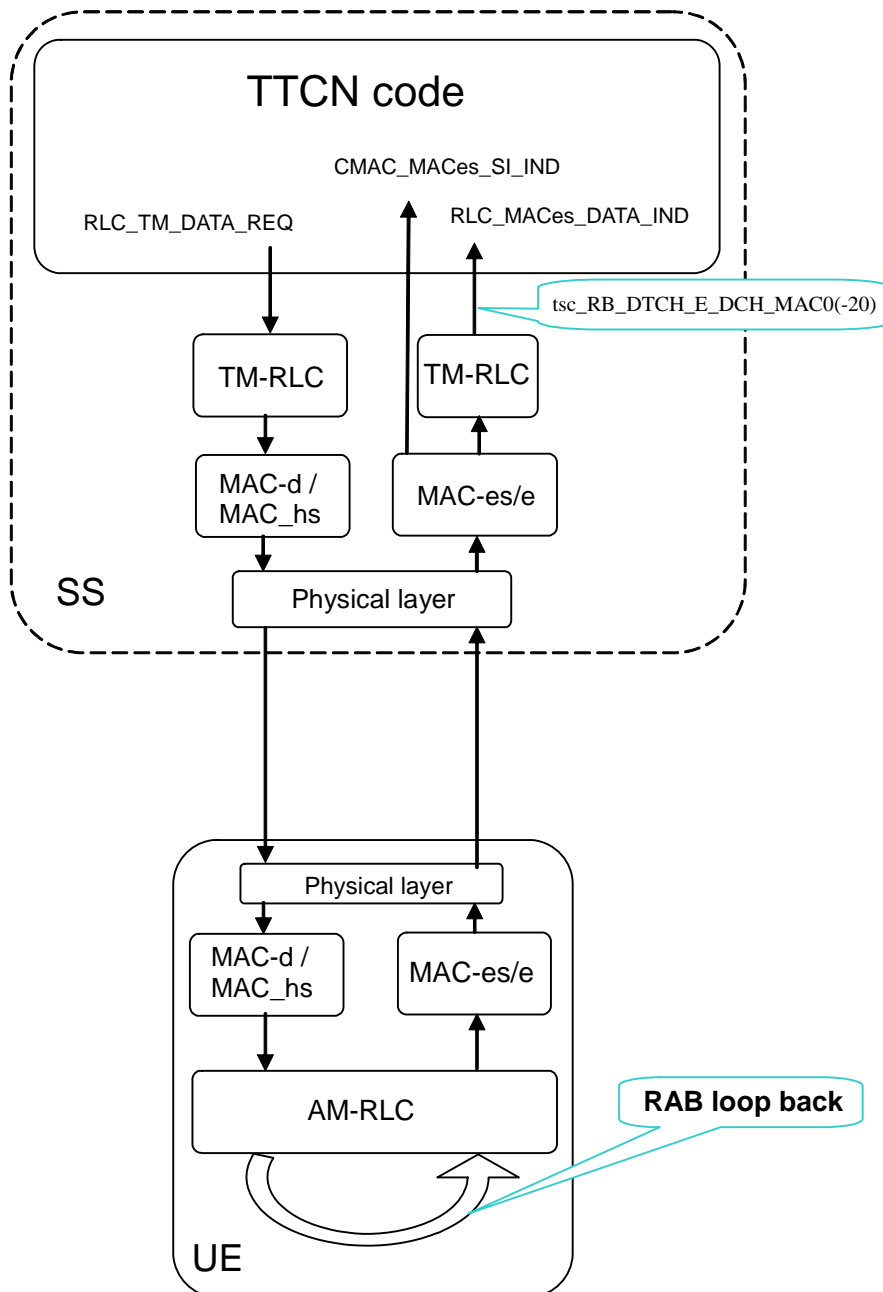 TTCN code
CMAC_MACes_SI_IND
RLC_TM_DATA_REQ
RLC_MACes_DATA_IND
tsc_RB_DTCH_E_DCH_MAC0(-20)
TM-RLC
TM-RLC
MAC-d /
MAC_hs
MAC-es/e
SS
Physical layer
Physical layer
MAC-d /
MAC_hs
MAC-es/e
AM-RLC
RAB loop back
UE